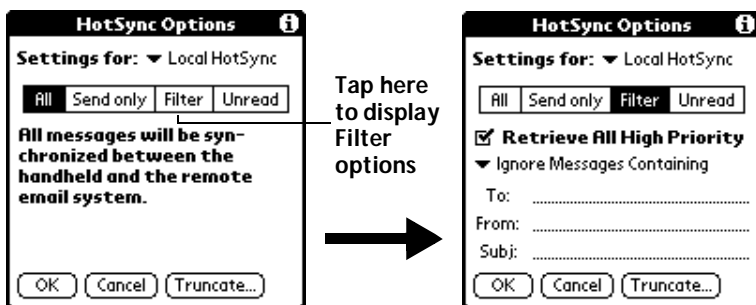 HotSync Options
Settings for: Local HotSync
All Send only Filter Unread
All messages will be syn-
chronized between the
handheld and the remote
email system.
OK Cancel Truncate...
Tap here
to display
Filter
options
HotSync Options
Settings for: Local HotSync
All Send only Filter Unread
Retrieve All High Priority
Ignore Messages Containing
To:
From:
Subj:
OK Cancel Truncate...